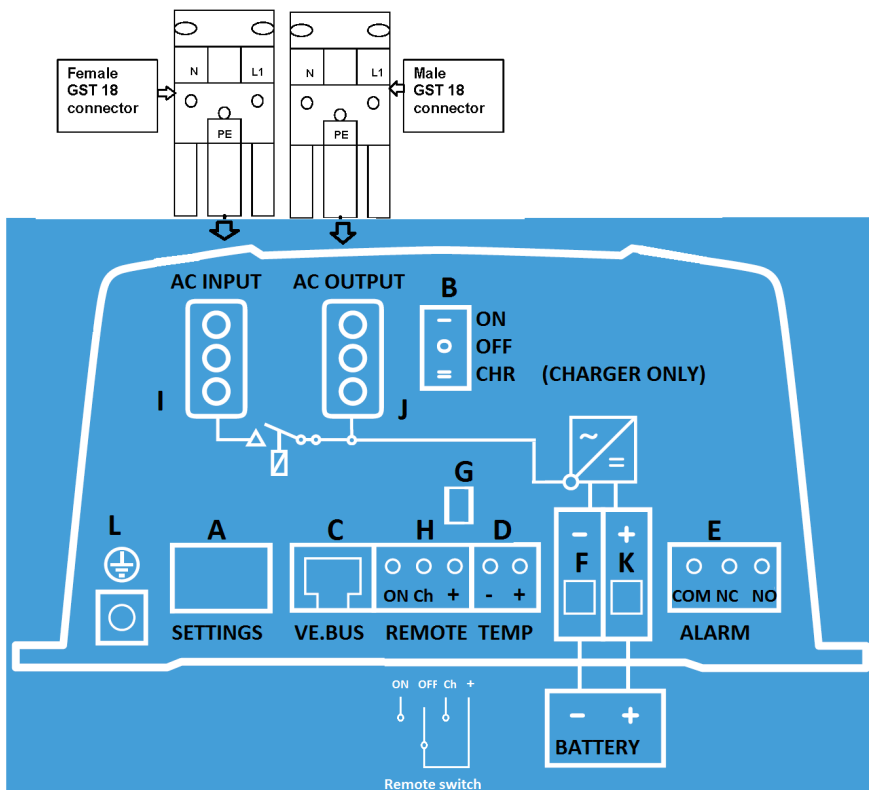 Female
GST 18
connector
N L1
PE
N L1
PE
Male
GST 18
connector
AC INPUT
AC OUTPUT
B
ON
OFF
CHR (CHARGER ONLY)
I
J
~
=
G
L
A
C
H
D
- +
F K
E
ON Ch +
- +
COM NC NO
SETTINGS
VE.BUS
REMOTE
TEMP
ALARM
ON OFF Ch +
- +
BATTERY
Remote switch